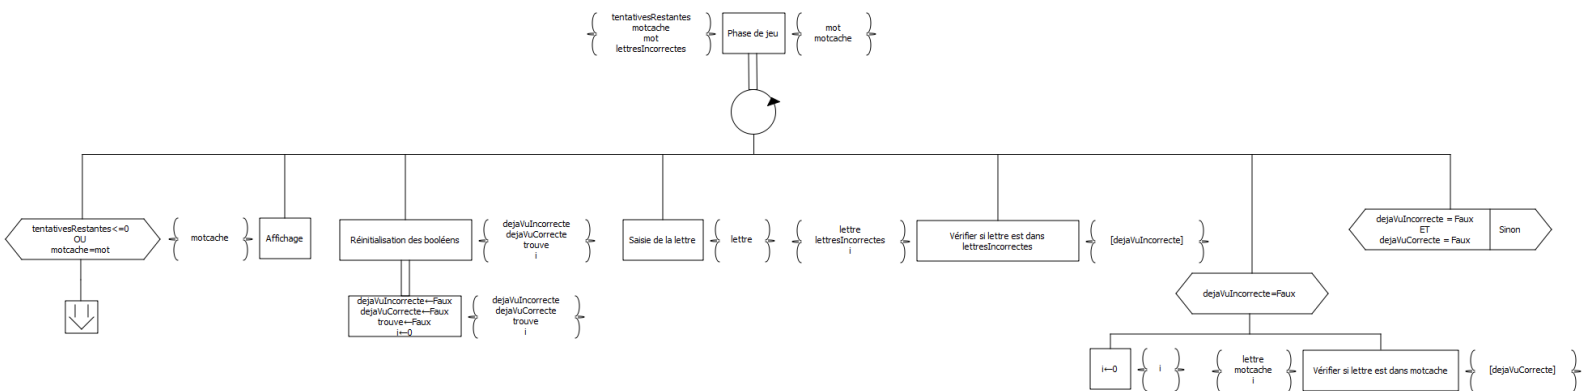 tentativesRestantes
motcache
mot
lettresIncorrectes
Phase de jeu
mot
motcache
tentativesRestantes<=0
OU
motcache=mot
motcache
Affichage
Réinitialisation des booléens
dejaVuIncorrecte
dejaVuCorrecte
trouve
i
Saisie de la lettre
lettre
lettre
lettresIncorrectes
i
Vérifier si lettre est dans
lettresIncorrectes
[dejaVuIncorrecte]
dejaVuIncorrecte = Faux
ET
dejaVuCorrecte = Faux
Sinon
dejaVuIncorrecte←Faux
dejaVuCorrecte←Faux
trouve←Faux
i←0
dejaVuIncorrecte
dejaVuCorrecte
trouve
i
dejaVuIncorrecte=Faux
i←0
i
lettre
motcache
i
Vérifier si lettre est dans motcache
[dejaVuCorrecte]